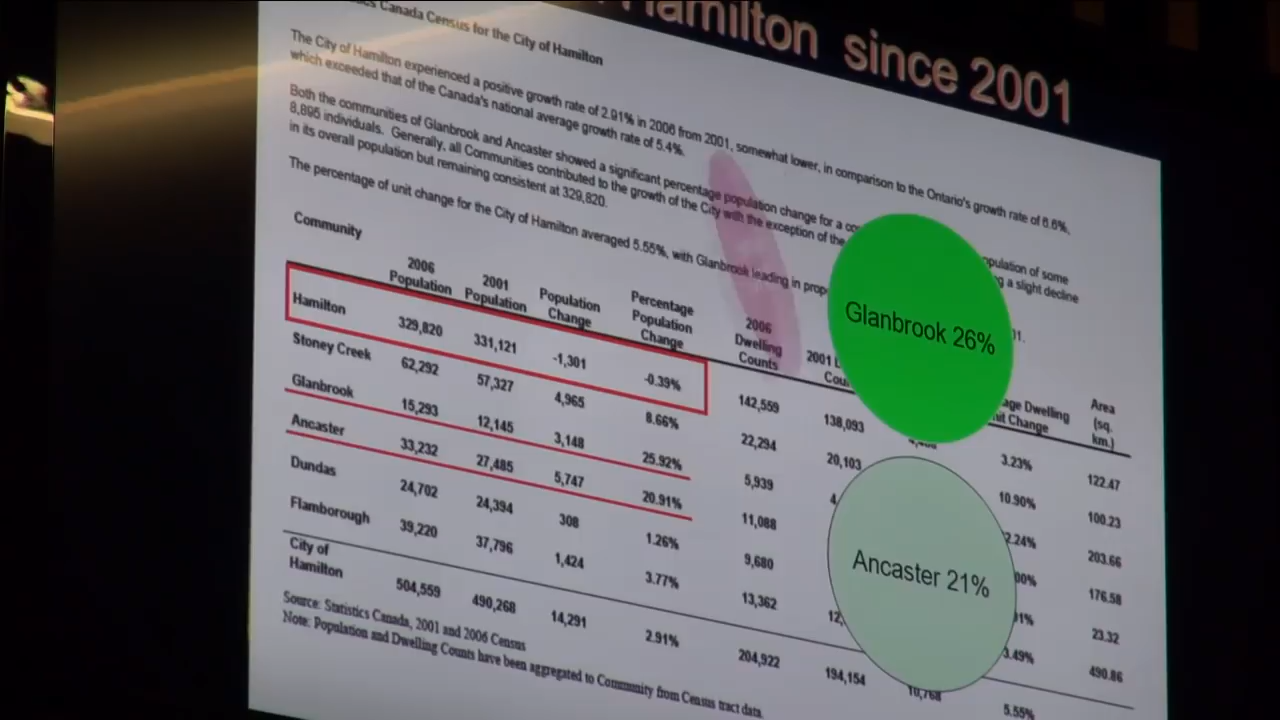 Hamilton since 2001
Canada Census for the City of Hamilton
The City of Hamilton experienced a positive growth rate of 2.91% in 2006 from 2001, somewhat lower, in comparison to the Ontario's growth rate of 6.6%,
which exceeded that of the Canada's national average growth rate of 5.4%.
Both the communities of Glanbrook and Ancaster showed a significant percentage population change for a population of some
8,895 individuals. Generally, all Communities contributed to the growth of the City with the exception of the a slight decline
in its overall population but remaining consistent at 329,820.
The percentage of unit change for the City of Hamilton averaged 5.55%, with Glanbrook leading in
Community 2006 Population 2001 Population Population Change Percentage Population Change 2006 Dwelling Counts 2001 Dwelling Change Area (sq. km.)
Hamilton 329,820 331,121 -1,301 -0.39% 142,559 138,093 3.23% 122.47
Stoney Creek 62,292 57,327 4,965 8.66% 22,294 20,103 10.90% 100.23
Glanbrook 15,293 12,145 3,148 25.92% 5,939 203.66
Ancaster 33,232 27,485 5,747 20.91% 11,088 176.58
Dundas 24,702 24,394 308 1.26% 9,680 23.32
Flamborough 39,220 37,796 1,424 3.77% 13,362 490.86
City of Hamilton 504,559 490,268 14,291 2.91% 204,922 194,154 10,768 5.55%
Source: Statistics Canada, 2001 and 2006 Census
Note: Population and Dwelling Counts have been aggregated to Community from Census tract data.
Glanbrook 26%
Ancaster 21%